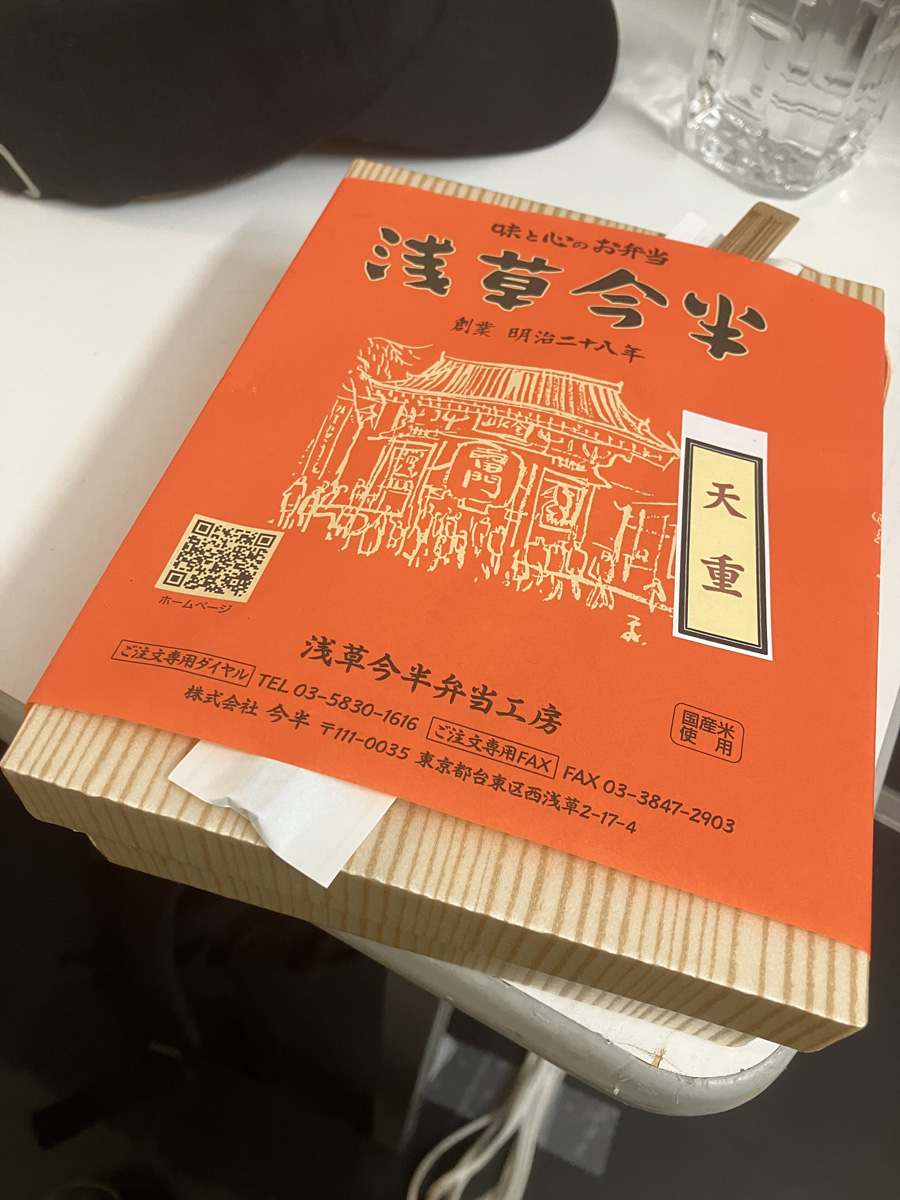 味と心のお弁当
浅草今半
創業 明治二十八年
雷門
天重
ホームページ
浅草今半弁当工房
ご注文専用ダイヤル TEL 03-5830-1616 ご注文専用FAX FAX 03-3847-2903
株式会社 今半 〒111-0035 東京都台東区西浅草2-17-4
国産米
使用